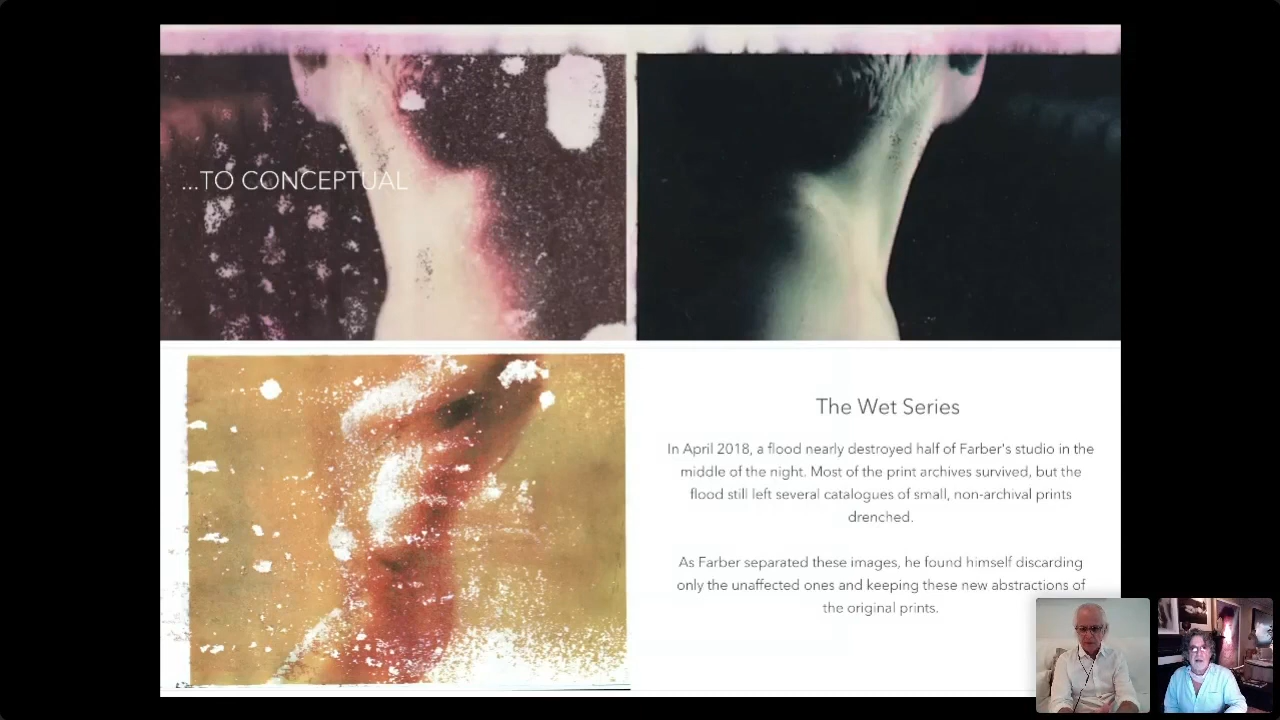 ...TO CONCEPTUAL
The Wet Series
In April 2018, a flood nearly destroyed half of Farber's studio in the
middle of the night. Most of the print archives survived, but the
flood still left several catalogues of small, non-archival prints
drenched.
As Farber separated these images, he found himself discarding
only the unaffected ones and keeping these new abstractions of
the original prints.